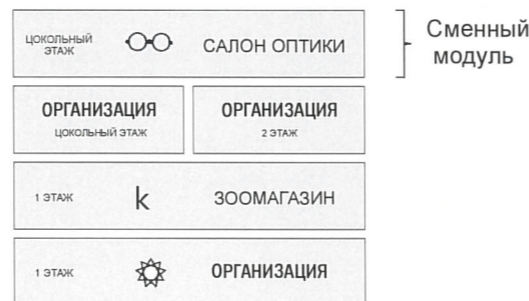 ЦОКОЛЬНЫЙ
ЭТАЖ
САЛОН ОПТИКИ
Сменный
модуль
ОРГАНИЗАЦИЯ
ЦОКОЛЬНЫЙ ЭТАЖ
ОРГАНИЗАЦИЯ
2 ЭТАЖ
1 ЭТАЖ
k
ЗООМАГАЗИН
1 ЭТАЖ
ОРГАНИЗАЦИЯ